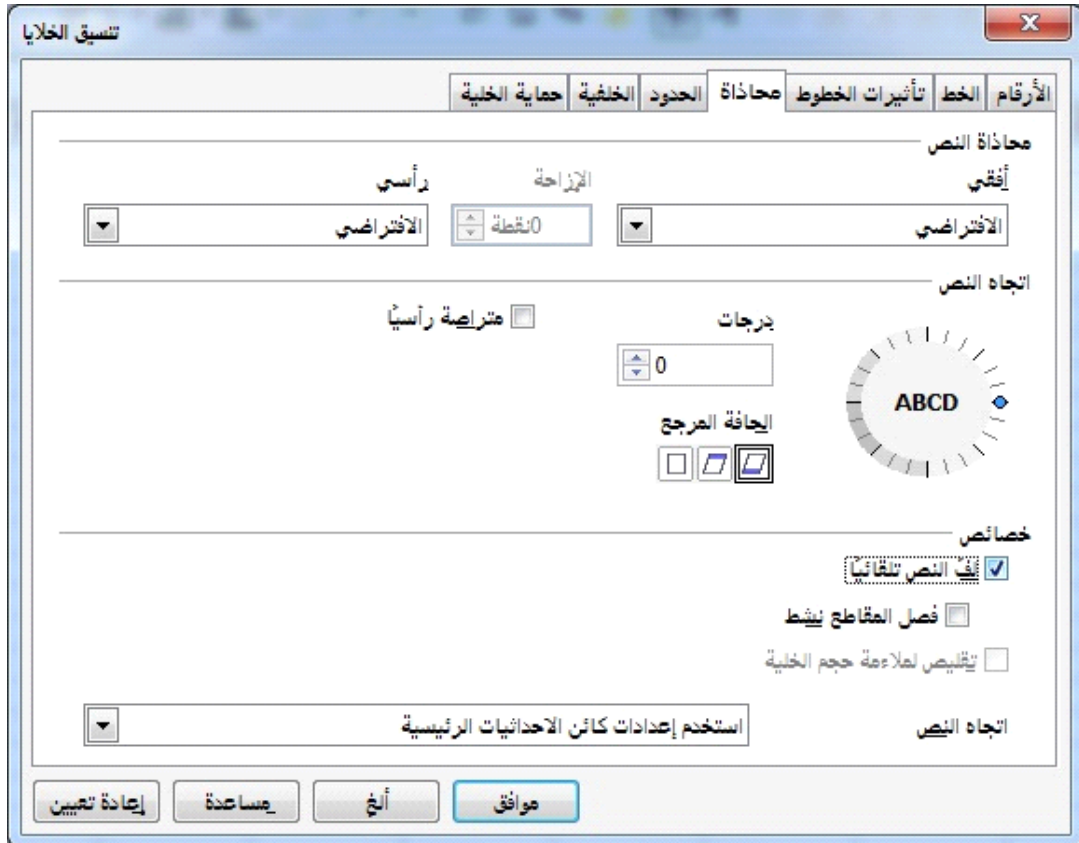 تنسيق الخلايا
الأرقام الخط تأثيرات الخطوط محاذاة الحدود الخلفية حماية الخلية
محاذاة النص
أفقي الإزاحة رأسي
الافتراضي 0نقطة الافتراضي
اتجاه النص
درجات متراصة رأسيًا
0
ABCD
الحافة المرجع
خصائص
لفّ النص تلقائيًا
فصل المقاطع نشط
تقليص لملاءمة حجم الخلية
اتجاه النص استخدم إعدادات كائن الاحداثيات الرئيسية
موافق ألغ مساعدة إعادة تعيين